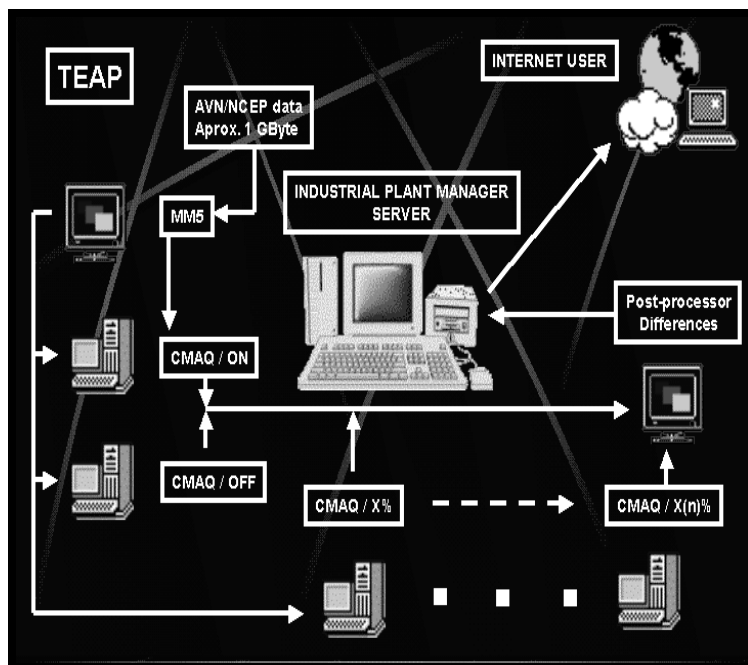 TEAP
INTERNET USER
AVN/NCEP data
Aprox. 1 GByte
INDUSTRIAL PLANT MANAGER
SERVER
MM5
Post-processor
Differences
CMAQ / ON
CMAQ / OFF
CMAQ / X%
CMAQ / X(n)%